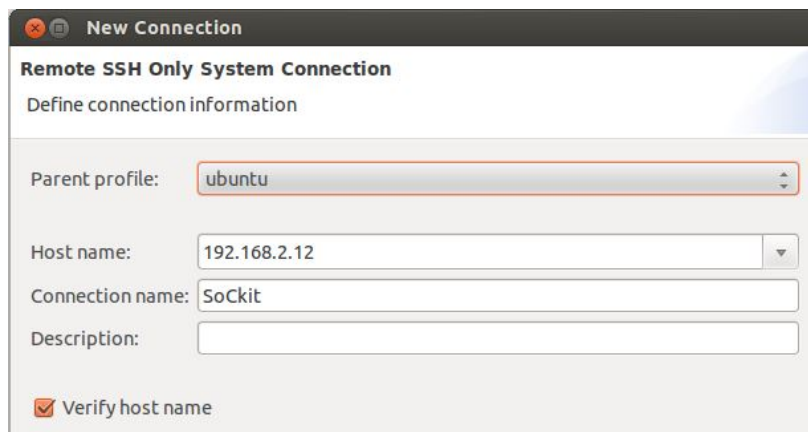 New Connection
Remote SSH Only System Connection
Define connection information
Parent profile: ubuntu
Host name: 192.168.2.12
Connection name: SoCkit
Description:
Verify host name